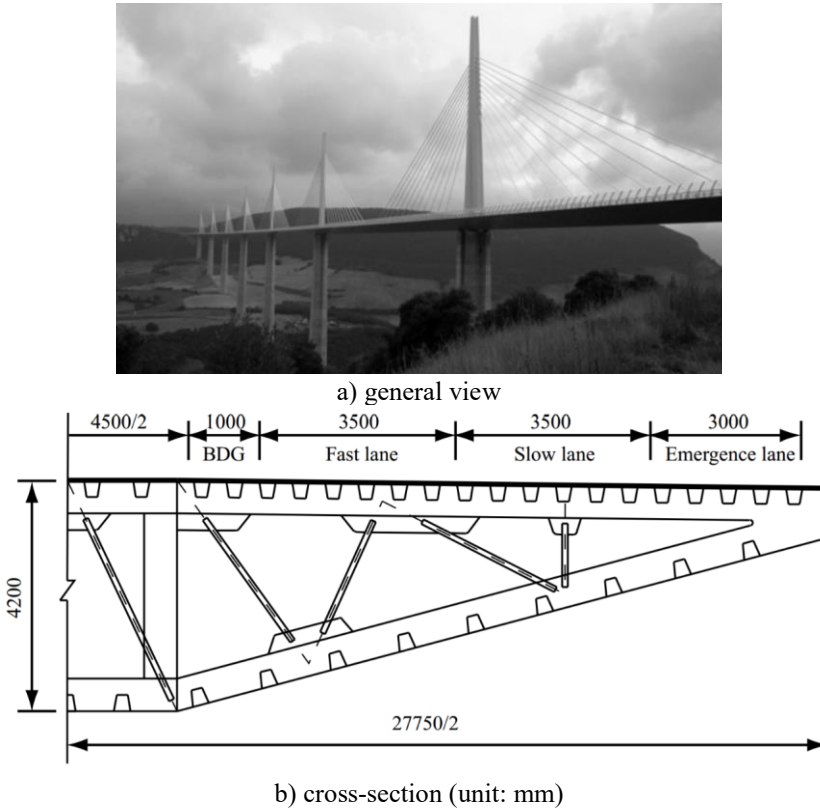 a) general view
4500/2 1000 3500 3500 3000
BDG Fast lane Slow lane Emergence lane
4200
27750/2
b) cross-section (unit: mm)